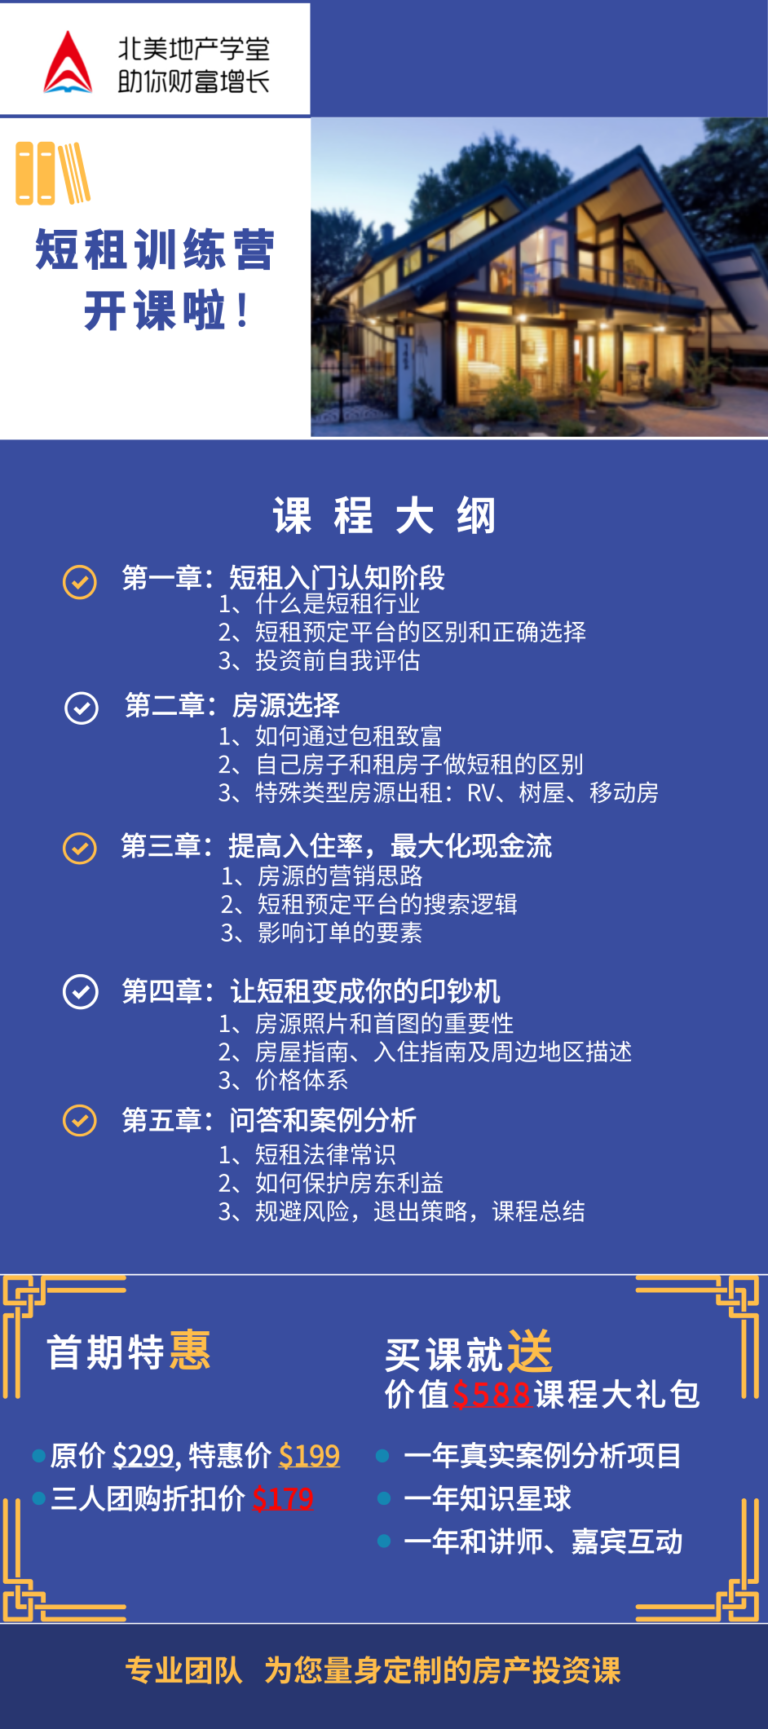 北美地产学堂
助你财富增长
短租训练营
开课啦！
课程大纲
第一章：短租入门认知阶段
1、什么是短租行业
2、短租预定平台的区别和正确选择
3、投资前自我评估
第二章：房源选择
1、如何通过包租致富
2、自己房子和租房子做短租的区别
3、特殊类型房源出租：RV、树屋、移动房
第三章：提高入住率，最大化现金流
1、房源的营销思路
2、短租预定平台的搜索逻辑
3、影响订单的要素
第四章：让短租变成你的印钞机
1、房源照片和首图的重要性
2、房屋指南、入住指南及周边地区描述
3、价格体系
第五章：问答和案例分析
1、短租法律常识
2、如何保护房东利益
3、规避风险，退出策略，课程总结
首期特惠
原价 $299, 特惠价 $199
三人团购折扣价 $179
买课就送
价值$588课程大礼包
一年真实案例分析项目
一年知识星球
一年和讲师、嘉宾互动
专业团队 为您量身定制的房产投资课